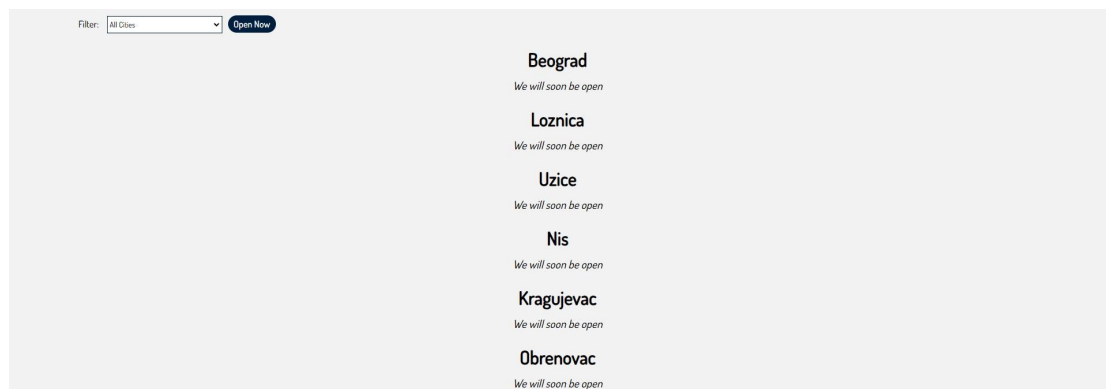 Filter: All Cities Open Now
Beograd
We will soon be open
Loznica
We will soon be open
Uzice
We will soon be open
Nis
We will soon be open
Kragujevac
We will soon be open
Obrenovac
We will soon be open